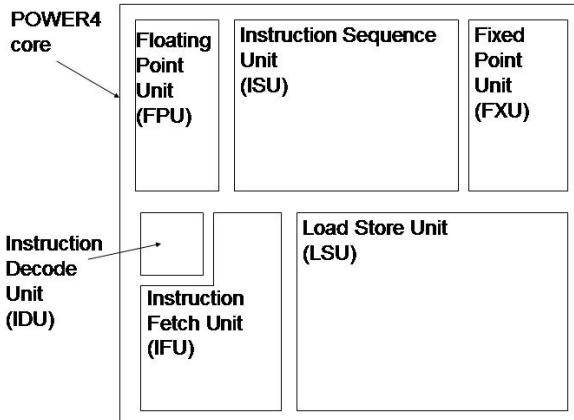 POWER4
core
Floating
Point
Unit
(FPU)
Instruction Sequence
Unit
(ISU)
Fixed
Point
Unit
(FXU)
Instruction
Decode
Unit
(IDU)
Instruction
Fetch Unit
(IFU)
Load Store Unit
(LSU)